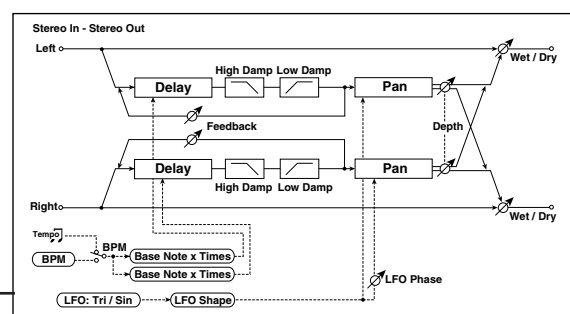 Stereo In - Stereo Out
Left
Wet / Dry
High Damp Low Damp
Delay
Pan
Feedback
Depth
Delay
Pan
High Damp Low Damp
Right
Wet / Dry
Tempo
BPM
BPM
Base Note x Times
Base Note x Times
LFO Phase
LFO: Tri / Sin
LFO Shape